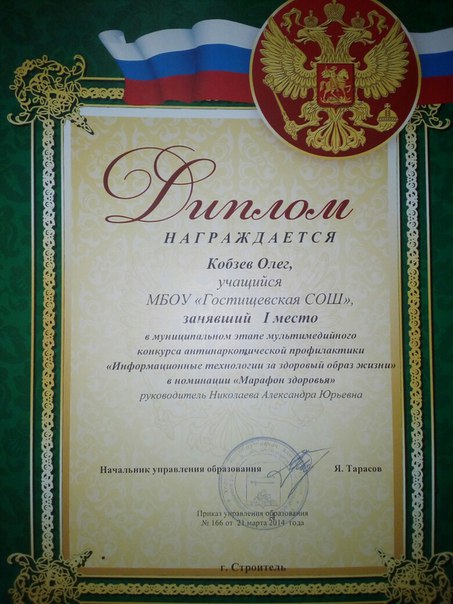 Диплом
НАГРАЖДАЕТСЯ
Кобзев Олег,
учащийся
МБОУ «Гостищевская СОШ»,
занявший I место
в муниципальном этапе мультимедийного
конкурса антинаркотической профилактики
«Информационные технологии за здоровый образ жизни»
в номинации «Марафон здоровья»
руководитель Николаева Александра Юрьевна
Начальник управления образования Я. Тарасов
Приказ управления образования
№ 166 от 21 марта 2014 года
г. Строитель